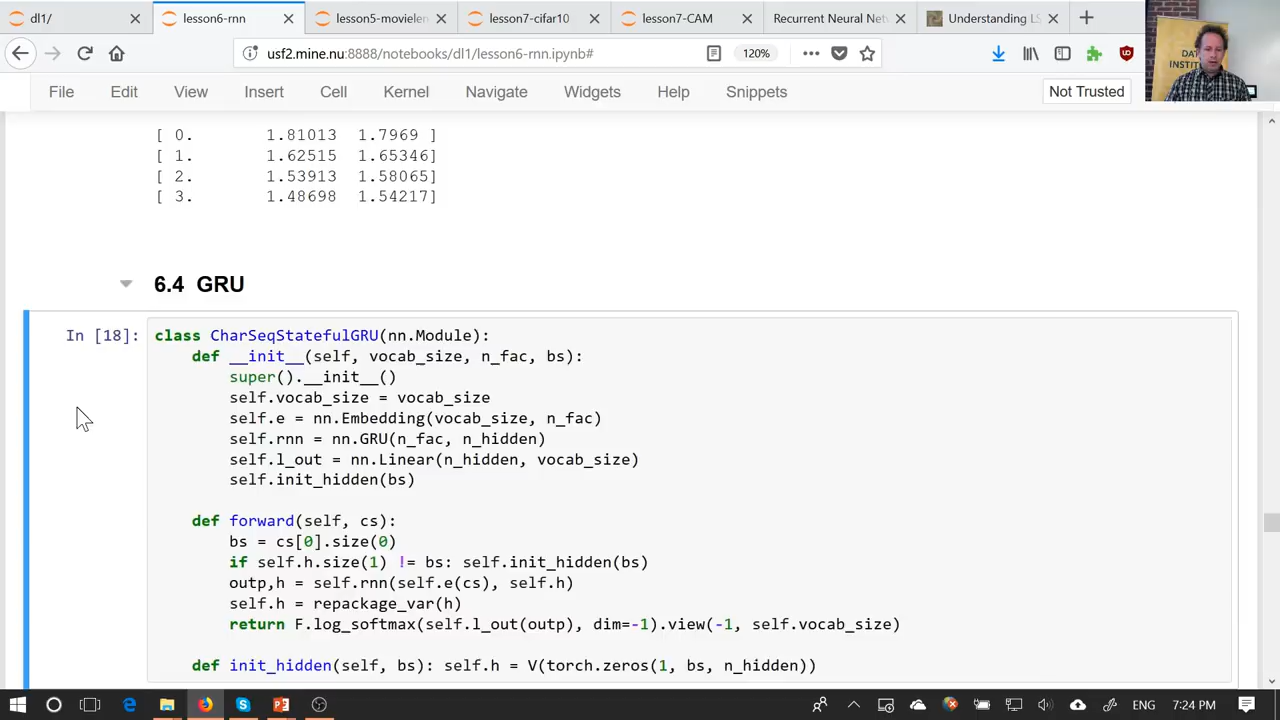 dl1/
lesson6-rnn
lesson5-movielen
lesson7-cifar10
lesson7-CAM
Recurrent Neural Net
Understanding LS
usf2.mine.nu:8888/notebooks/dl1/lesson6-rnn.ipynb#
120%
File Edit View Insert Cell Kernel Navigate Widgets Help Snippets
Not Trusted
[ 0. 1.81013 1.7969 ]
[ 1. 1.62515 1.65346]
[ 2. 1.53913 1.58065]
[ 3. 1.48698 1.54217]
6.4 GRU
In [18]:
class CharSeqStatefulGRU(nn.Module):
def __init__(self, vocab_size, n_fac, bs):
super().__init__()
self.vocab_size = vocab_size
self.e = nn.Embedding(vocab_size, n_fac)
self.rnn = nn.GRU(n_fac, n_hidden)
self.l_out = nn.Linear(n_hidden, vocab_size)
self.init_hidden(bs)
def forward(self, cs):
bs = cs[0].size(0)
if self.h.size(1) != bs: self.init_hidden(bs)
outp,h = self.rnn(self.e(cs), self.h)
self.h = repackage_var(h)
return F.log_softmax(self.l_out(outp), dim=-1).view(-1, self.vocab_size)
def init_hidden(self, bs): self.h = V(torch.zeros(1, bs, n_hidden))
ENG
7:24 PM